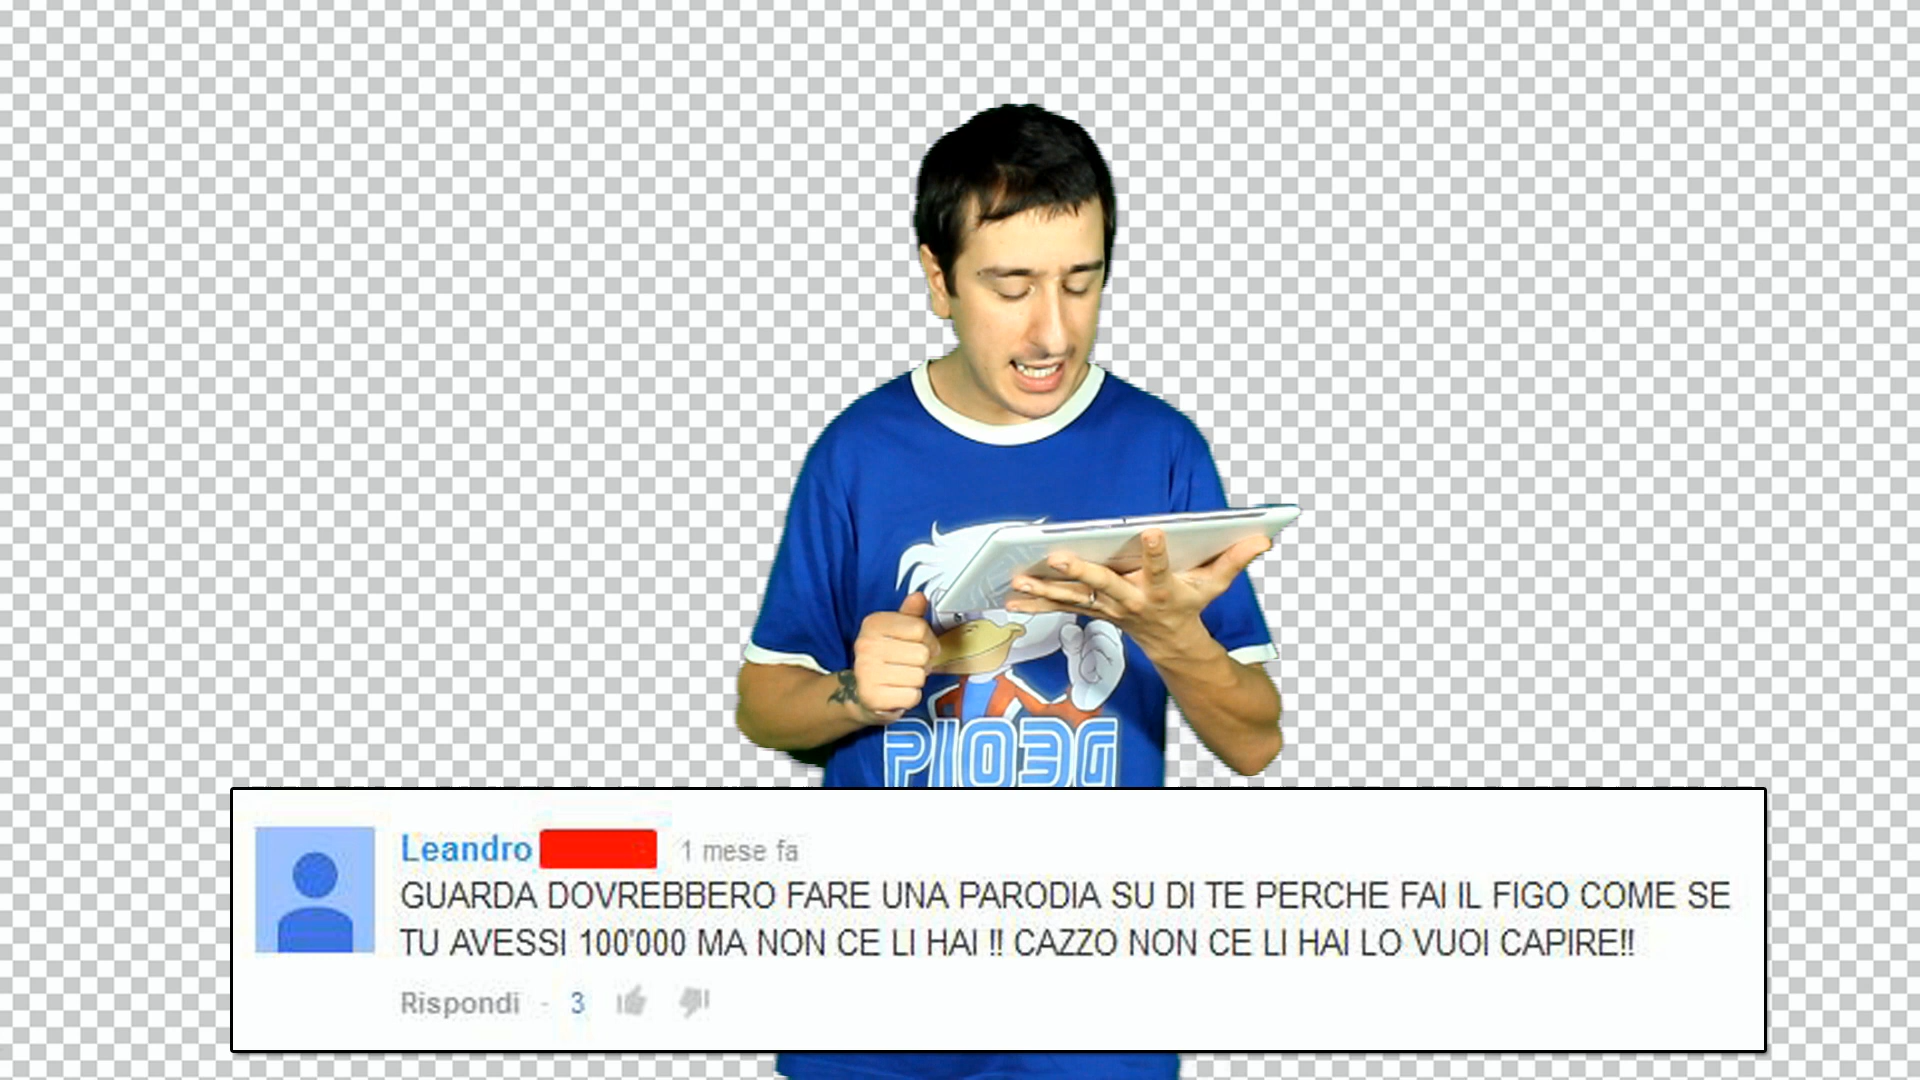 PIO3G
Leandro 1 mese fa
GUARDA DOVREBBERO FARE UNA PARODIA SU DI TE PERCHE FAI IL FIGO COME SE
TU AVESSI 100'000 MA NON CE LI HAI !! CAZZO NON CE LI HAI LO VUOI CAPIRE!!
Rispondi - 3